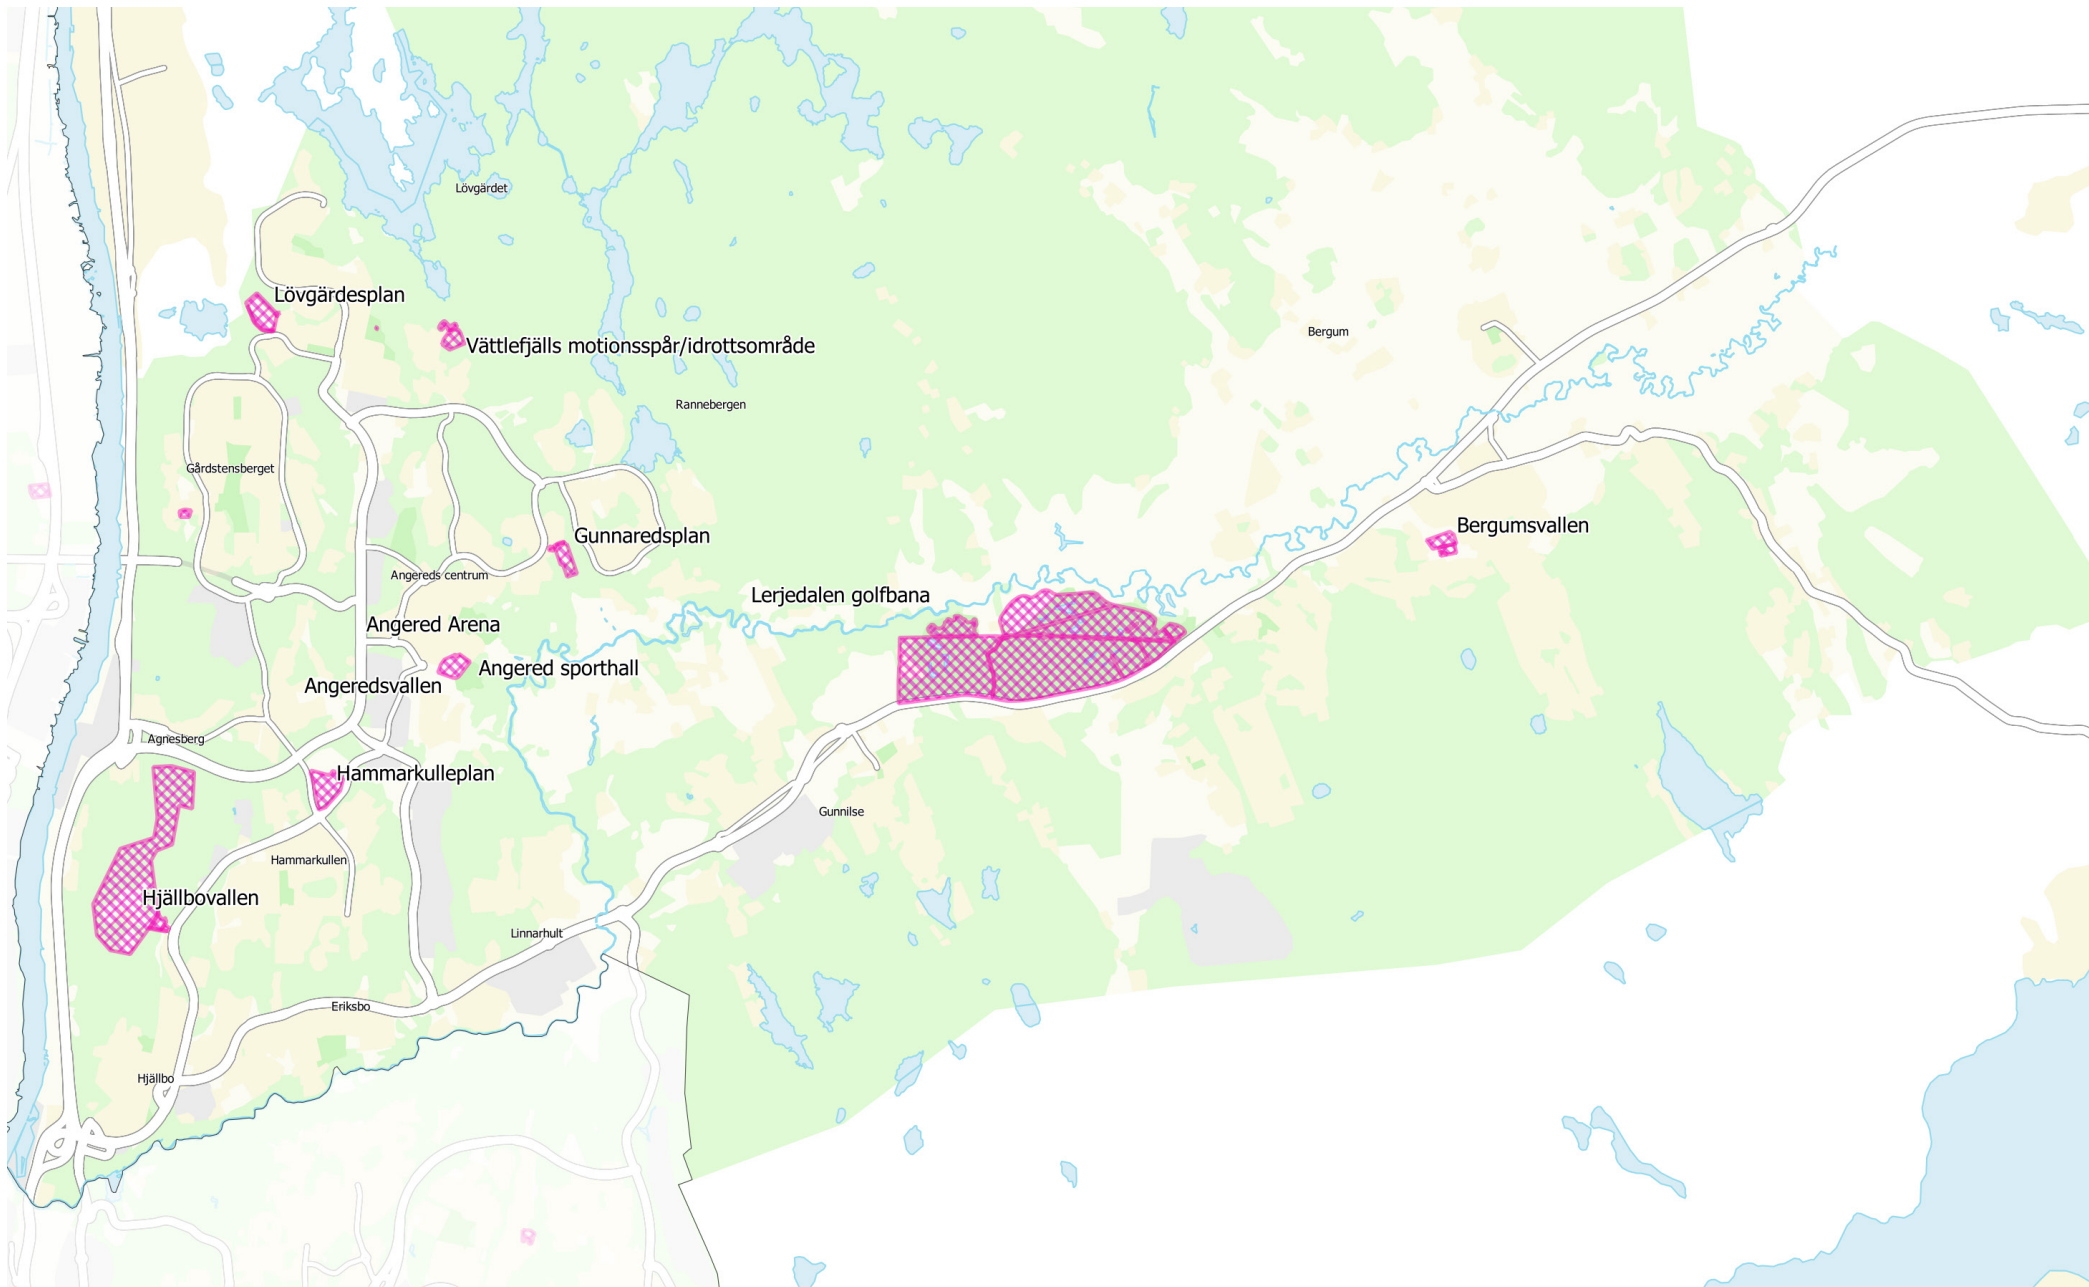 Lövgärdet
Lövgärdesplan
Bergum
Vättlefjälls motionsspår/idrottsområde
Rannebergen
Gårdstensberget
Bergumsvallen
Gunnaredsplan
Angereds centrum
Lerjedalen golfbana
Angered Arena
Angered sporthall
Angeredsvallen
Agnesberg
Hammarkulleplan
Gunnilse
Hammarkullen
Hjällbovallen
Linnarhult
Eriksbo
Hjällbo